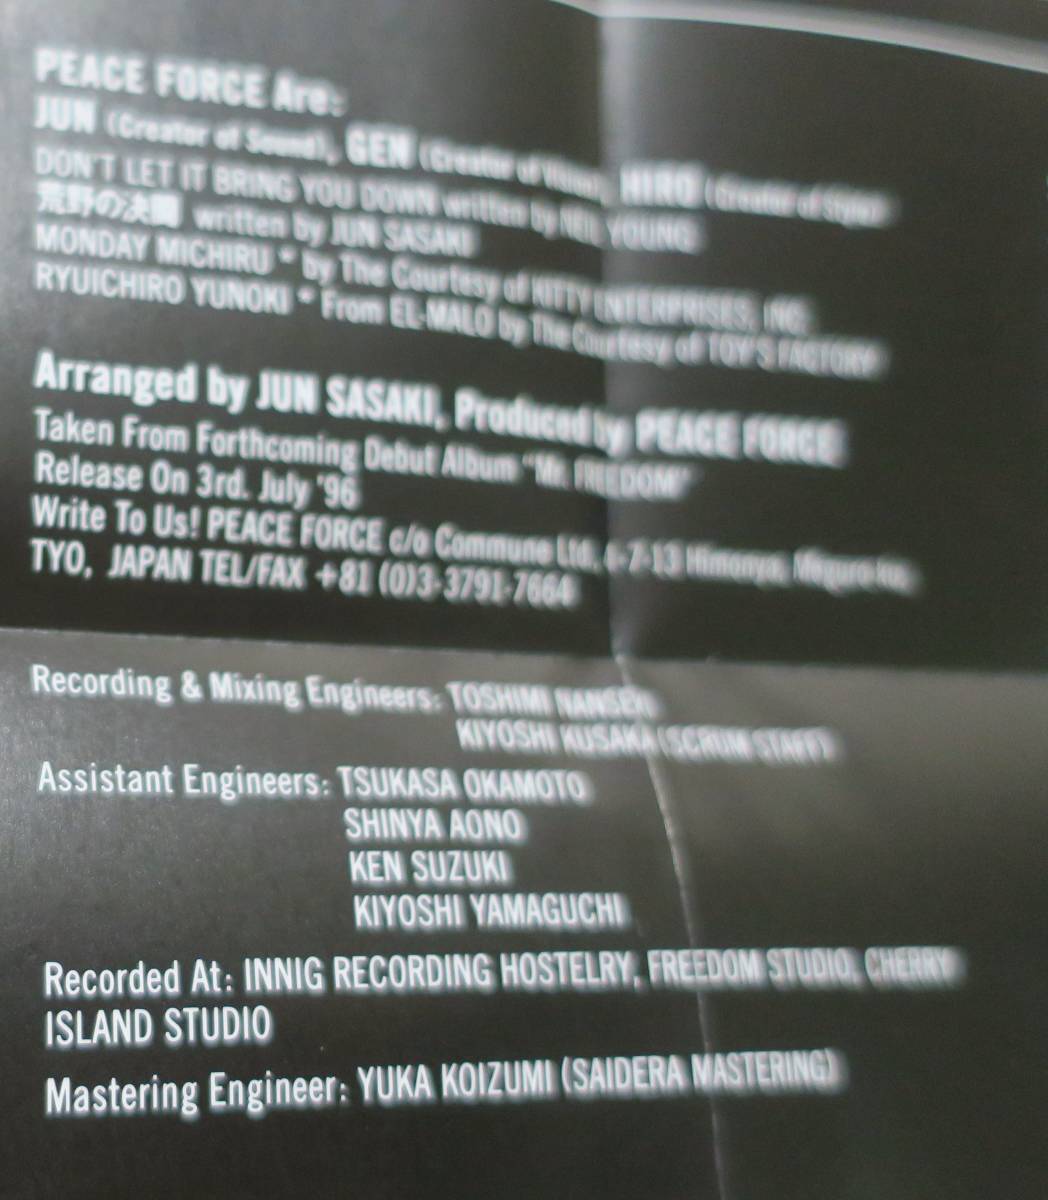 PEACE FORCE Are:
JUN (Creator of Sound), GEN (Creator of HIRO (Creator of
DON'T LET IT BRING YOU DOWN written by NEIL YOUNG
荒野の決闘 written by JUN SASAKI
MONDAY MICHIRU * by The Courtesy of KITTY ENTERPRISES, INC.
RYUICHIRO YUNOKI * From EL-MALO by The Courtesy of TOY'S FACTORY
Arranged by JUN SASAKI, Produced by PEACE FORCE
Taken From Forthcoming Debut Album "Mr. FREEDOM"
Release On 3rd. July '96
Write To Us! PEACE FORCE c/o Commune Ltd. Himonya, Meguro-ku,
TYO, JAPAN TEL/FAX +81 (0)3-3791-7664
Recording & Mixing Engineers: TOSHIMI NANSEKI
KIYOSHI KUSAKA (SCRUM STAFF)
Assistant Engineers: TSUKASA OKAMOTO
SHINYA AONO
KEN SUZUKI
KIYOSHI YAMAGUCHI
Recorded At: INNIG RECORDING HOSTELRY, FREEDOM STUDIO, CHERRY
ISLAND STUDIO
Mastering Engineer: YUKA KOIZUMI (SAIDERA MASTERING)